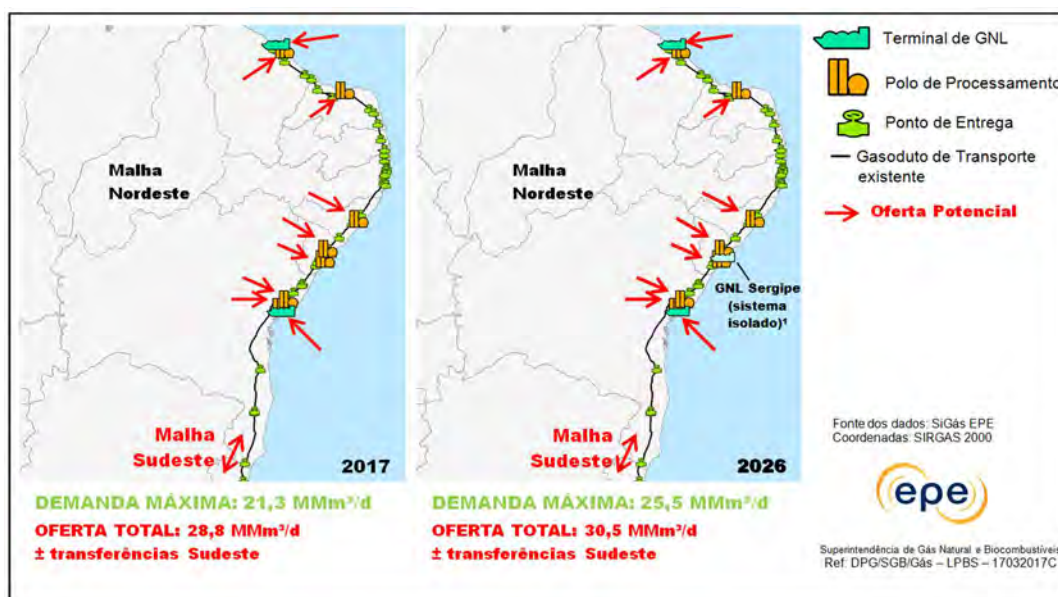 Malha
Nordeste
Malha
Sudeste
2017
DEMANDA MÁXIMA: 21,3 MMm³/d
OFERTA TOTAL: 28,8 MMm³/d
± transferências Sudeste
Malha
Nordeste
GNL Sergipe
(sistema
isolado)¹
Malha
Sudeste
2026
DEMANDA MÁXIMA: 25,5 MMm³/d
OFERTA TOTAL: 30,5 MMm³/d
± transferências Sudeste
Terminal de GNL
Polo de Processamento
Ponto de Entrega
Gasoduto de Transporte
existente
Oferta Potencial
Fonte dos dados: SiGás EPE
Coordenadas: SIRGAS 2000
epe
Superintendência de Gás Natural e Biocombustíveis
Ref: DPG/SGB/Gás – LPBS – 17032017C